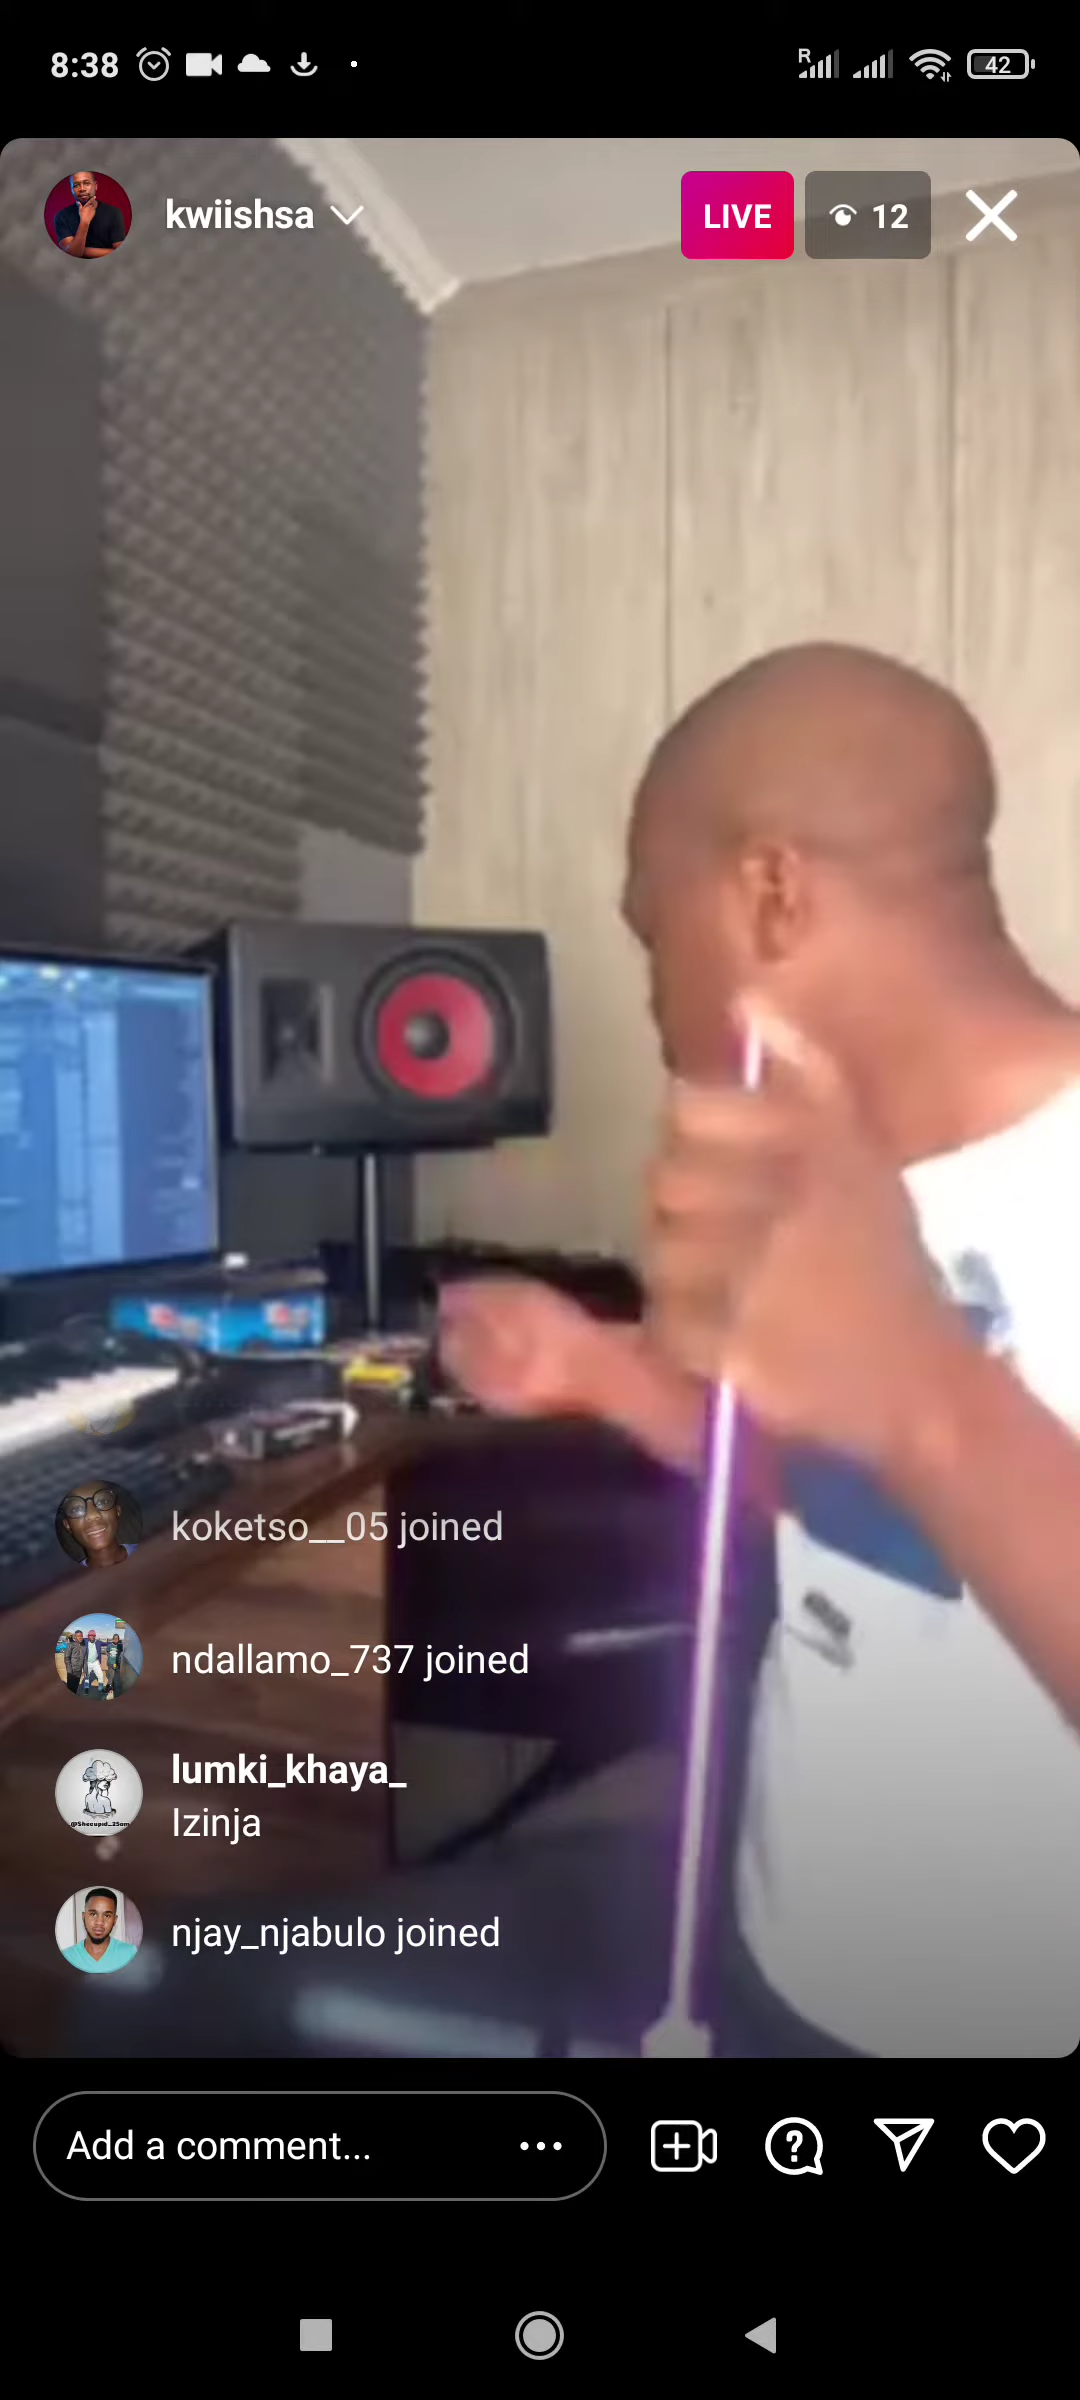 8:38
R
42
kwiishsa
LIVE
12
koketso__05 joined
ndallamo_737 joined
lumki_khaya_
Izinja
njay_njabulo joined
Add a comment...